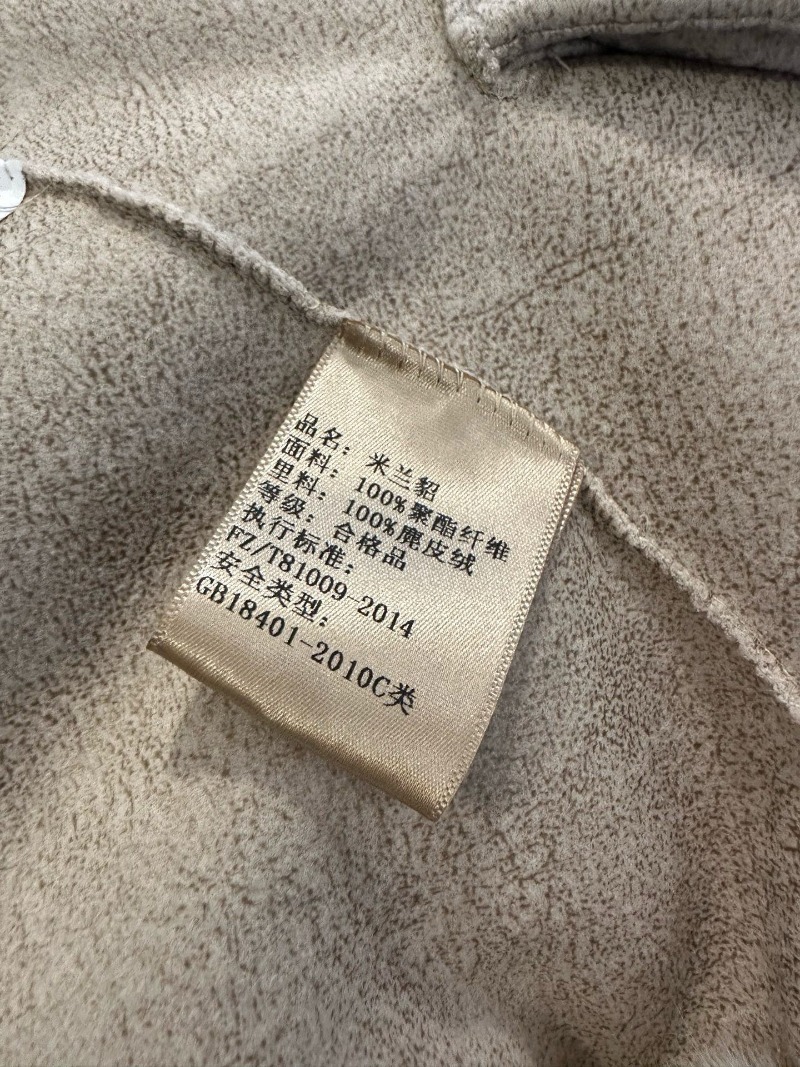 品名：米兰貂
面料：100%聚酯纤维
里料：100%麂皮绒
等级：合格品
执行标准：
FZ/T81009-2014
安全类型：
GB18401-2010C类